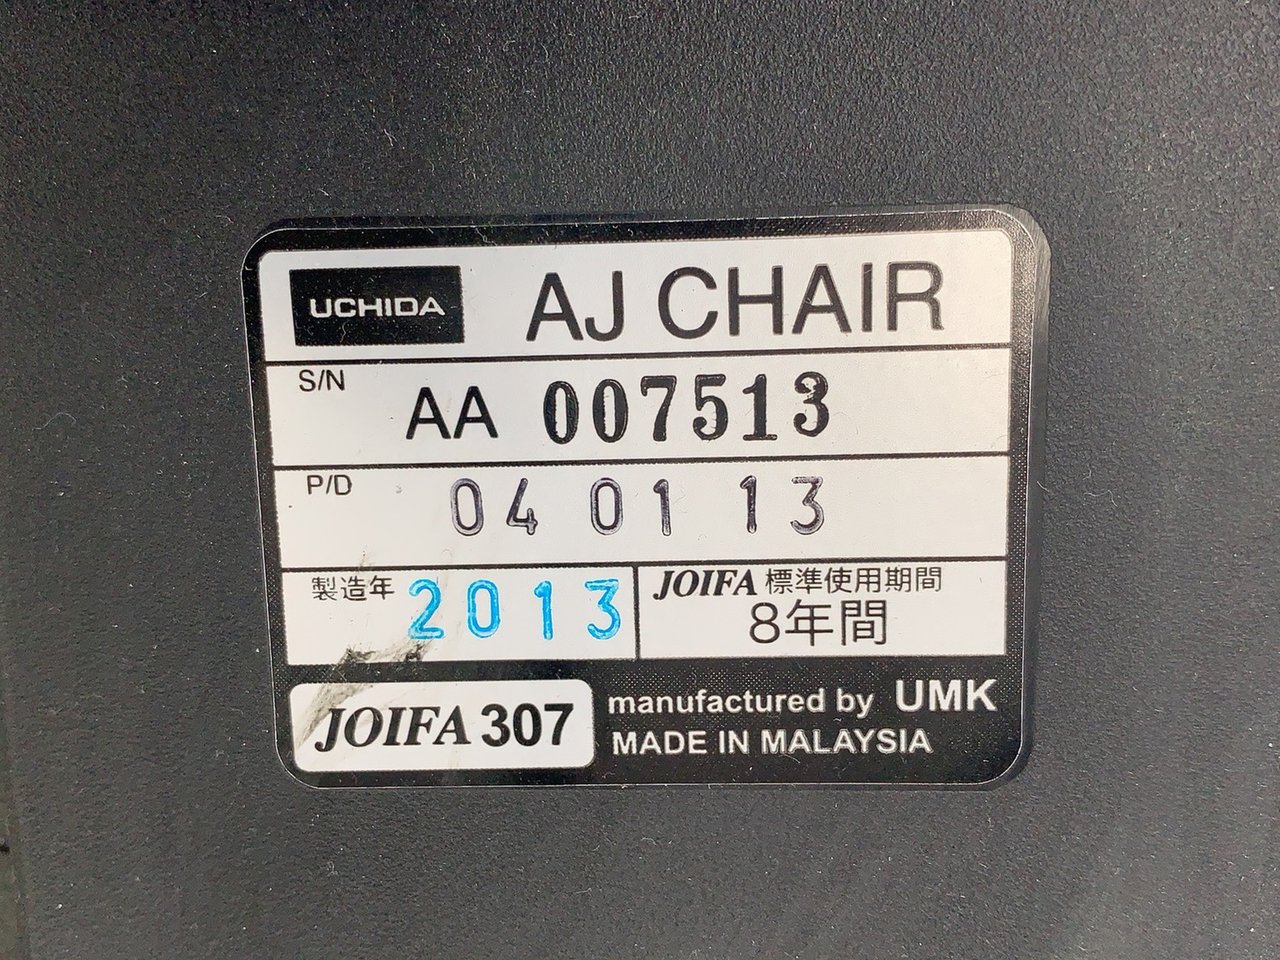 UCHIDA AJ CHAIR
S/N AA 007513
P/D 04 01 13
製造年 2013
JOIFA 標準使用期間
8年間
JOIFA 307
manufactured by UMK
MADE IN MALAYSIA